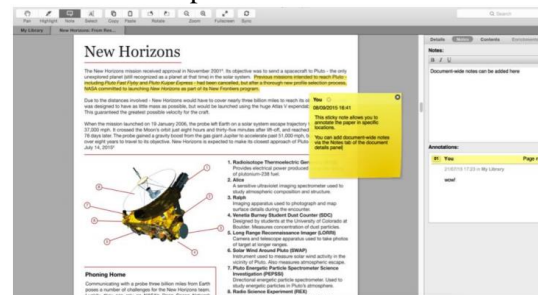 Pan Highlight Note Select Copy Paste Rotate Zoom Fullscreen Sync
Search
My Library New Horizons: From Res...
Details Notes Contents Enrichments
Notes:
B I U
Document-wide notes can be added here
New Horizons
The New Horizons mission received approval in November 2001. Its objective was to send a spacecraft to Pluto - the only
unexplored planet (still recognized as a planet at that time) in the solar system. Previous missions intended to reach Pluto -
including Pluto Fast Flyby and Pluto Kuiper Express - had been cancelled, but after a thorough new profile selection process,
NASA committed to launching New Horizons as part of its New Frontiers program.
Due to the distances involved - New Horizons would have to cover nearly three billion miles to reach its
was designed to have as little mass as possible, but would be launched using the huge Atlas V expendable
This guaranteed the greatest possible velocity for the craft.
When the mission launched on 19 January 2006, the probe left Earth on a solar system escape trajectory
37,000 mph. It crossed the Moon's orbit just eight hours and thirty-five minutes after lift-off, and reached
78 days later. The probe gained a gravity boost from the gas giant Jupiter to accelerate past 51,000 mph,
over eight years to travel to its objective. New Horizons is expected to make its closest approach of Pluto
July 14, 2015
You
08/09/2015 16:41
This sticky note allows you to
annotate the paper in specific
locations.
You can add document-wide notes
via the Notes tab of the document
details panel
Annotations:
You Page
21/07/15 17:23 in My Library
wow!
1. Radioisotope Thermoelectric Gen
Provides electrical power produced
of plutonium-238 fuel.
2. Alice
A sensitive ultraviolet imaging spectrometer used to
study atmospheric composition and structure.
3. Ralph
Imaging apparatus used to photograph and map
surface details during the encounter.
4. Venetia Burney Student Dust Counter (SDC)
Designed by students at the University of Colorado at
Boulder. Measures concentration of dust particles.
5. Long Range Reconnaissance Imager (LORRI)
Camera and telescope apparatus used to take photos
of target at longer ranges.
6. Solar Wind Around Pluto (SWAP)
Instrument used to measure solar wind activity in the
vicinity of Pluto. Also measures atmospheric escape.
7. Pluto Energetic Particle Spectrometer Science
Investigation (PEPSSI)
Directional energetic particle spectrometer. Used to
study energetic particles in Pluto's atmosphere.
8. Radio Science Experiment (REX)
Phoning Home
Communicating with a probe three billion miles from Earth
poses a number of challenges for the New Horizons team.